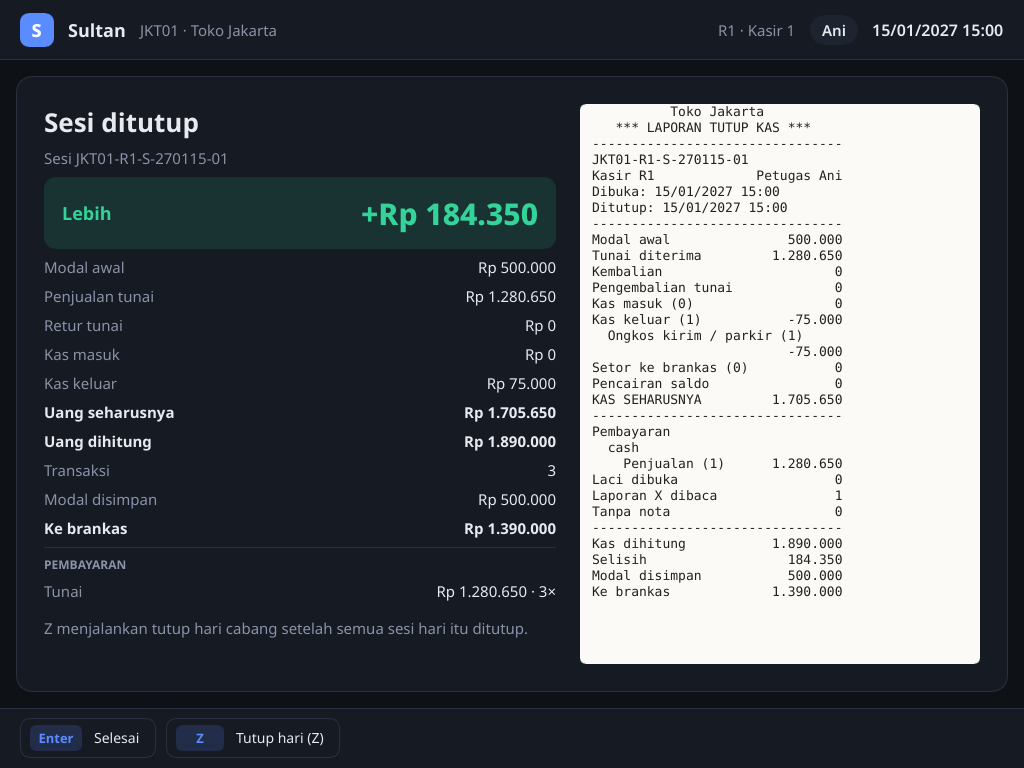 S Sultan JKT01 · Toko Jakarta R1 · Kasir 1 Ani 15/01/2027 15:00
Sesi ditutup
Sesi JKT01-R1-S-270115-01
Lebih +Rp 184.350
Modal awal Rp 500.000
Penjualan tunai Rp 1.280.650
Retur tunai Rp 0
Kas masuk Rp 0
Kas keluar Rp 75.000
Uang seharusnya Rp 1.705.650
Uang dihitung Rp 1.890.000
Transaksi 3
Modal disimpan Rp 500.000
Ke brankas Rp 1.390.000
PEMBAYARAN
Tunai Rp 1.280.650 · 3×
Z menjalankan tutup hari cabang setelah semua sesi hari itu ditutup.
Toko Jakarta
*** LAPORAN TUTUP KAS ***
--------------------------------
JKT01-R1-S-270115-01
Kasir R1 Petugas Ani
Dibuka: 15/01/2027 15:00
Ditutup: 15/01/2027 15:00
--------------------------------
Modal awal 500.000
Tunai diterima 1.280.650
Kembalian 0
Pengembalian tunai 0
Kas masuk (0) 0
Kas keluar (1) -75.000
Ongkos kirim / parkir (1)
-75.000
Setor ke brankas (0) 0
Pencairan saldo 0
KAS SEHARUSNYA 1.705.650
--------------------------------
Pembayaran
cash
Penjualan (1) 1.280.650
Laci dibuka 0
Laporan X dibaca 1
Tanpa nota 0
--------------------------------
Kas dihitung 1.890.000
Selisih 184.350
Modal disimpan 500.000
Ke brankas 1.390.000
Enter Selesai Z Tutup hari (Z)